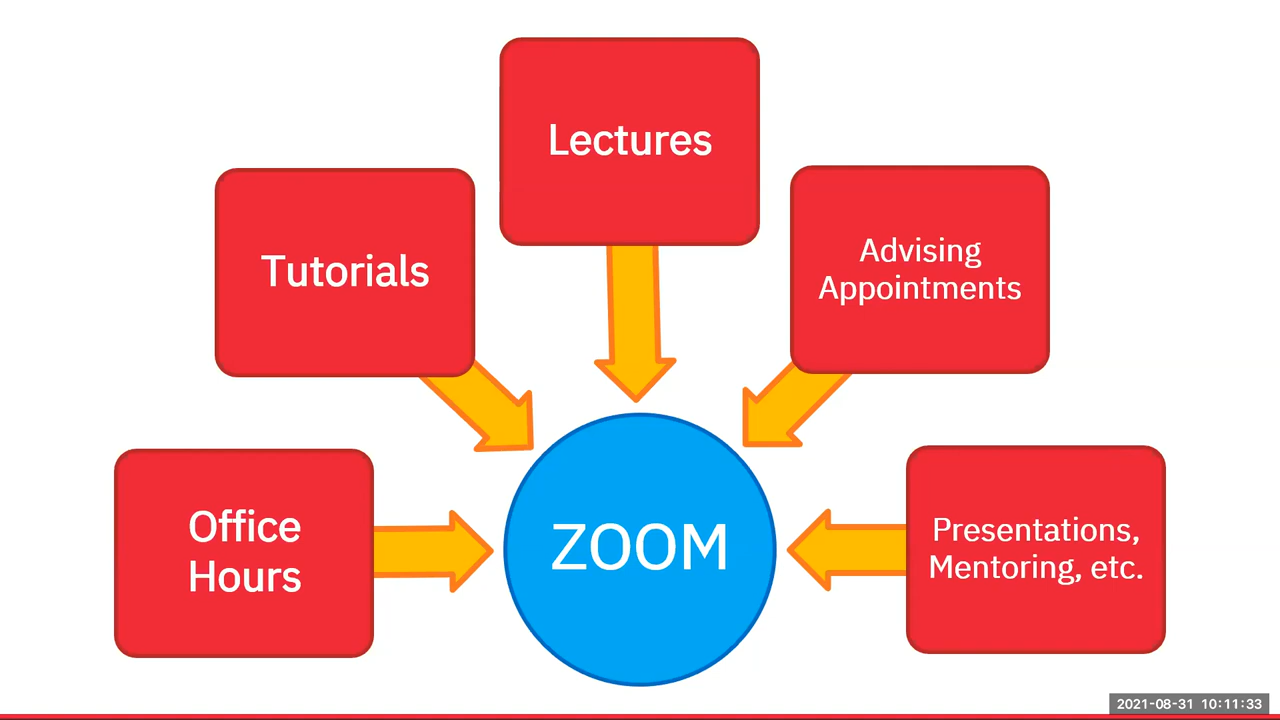 Lectures
Tutorials
Advising
Appointments
Office
Hours
ZOOM
Presentations,
Mentoring, etc.
2021-08-31 10:11:33